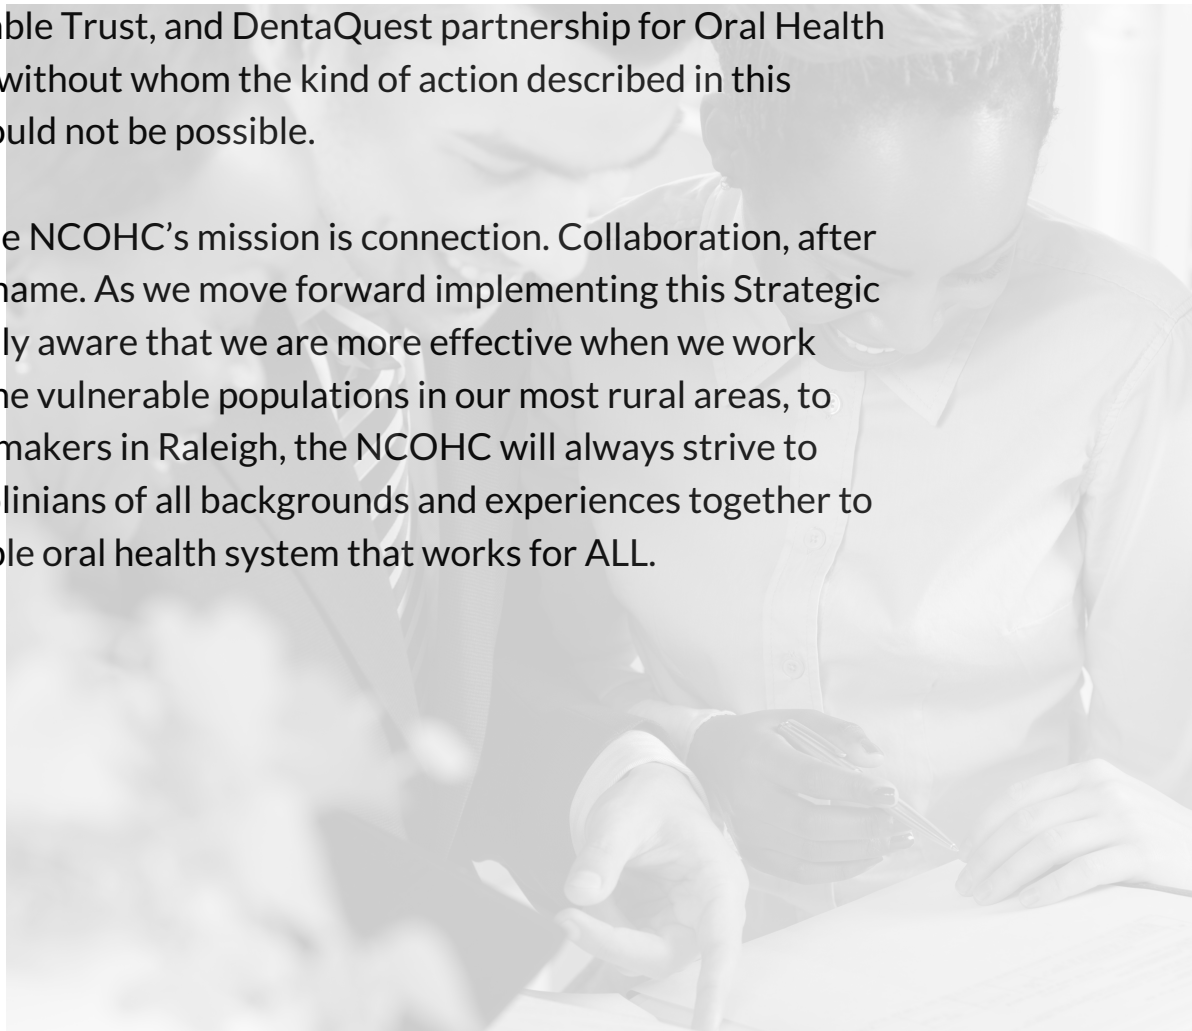 ble Trust, and DentaQuest partnership for Oral Health
without whom the kind of action described in this
ould not be possible.
e NCOHC’s mission is connection. Collaboration, after
name. As we move forward implementing this Strategic
ly aware that we are more effective when we work
he vulnerable populations in our most rural areas, to
makers in Raleigh, the NCOHC will always strive to
linians of all backgrounds and experiences together to
ble oral health system that works for ALL.